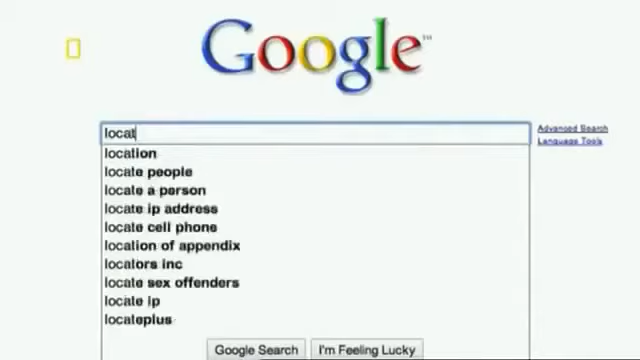 Google™
locat
Advanced Search
Language Tools
location
locate people
locate a person
locate ip address
locate cell phone
location of appendix
locators inc
locate sex offenders
locate ip
locateplus
Google Search
I'm Feeling Lucky